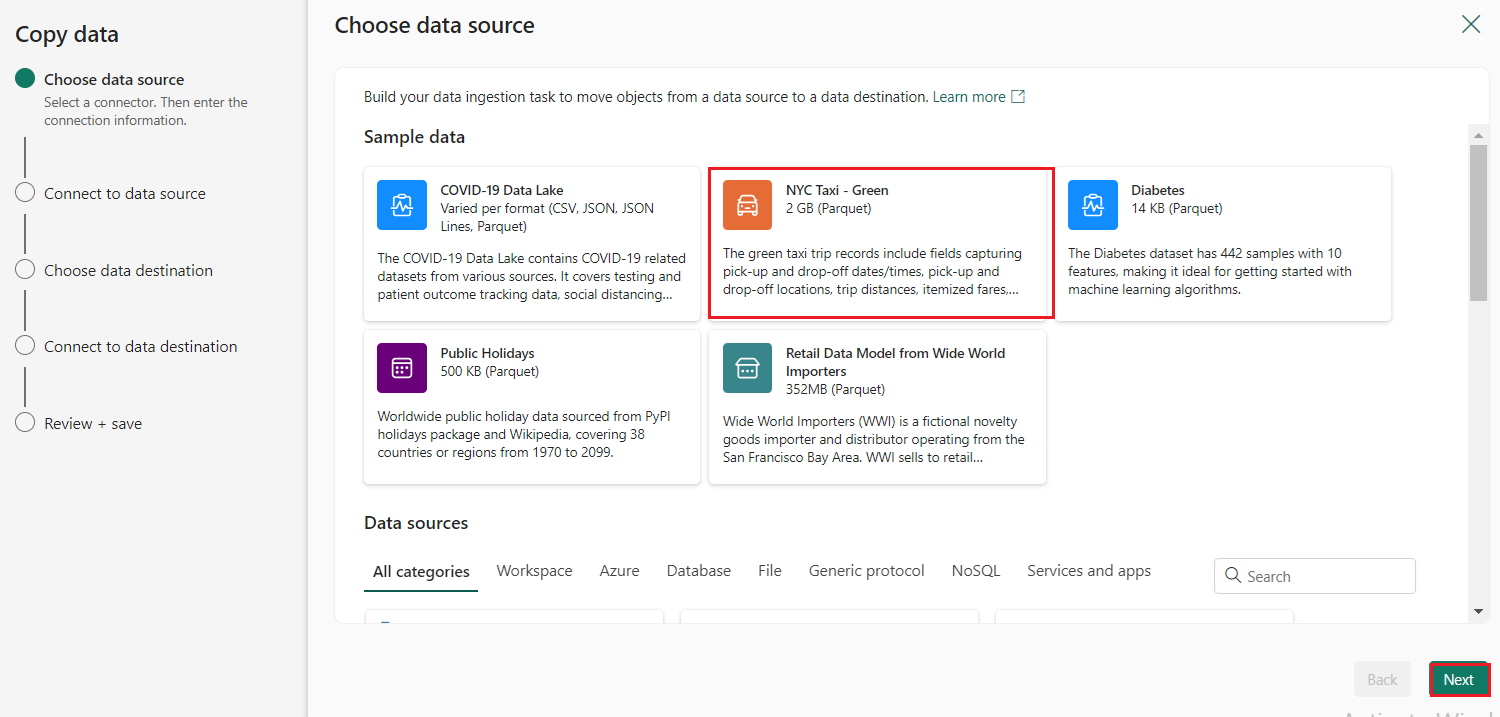 Copy data
Choose data source
Select a connector. Then enter the
connection information.
Connect to data source
Choose data destination
Connect to data destination
Review + save
Choose data source
Build your data ingestion task to move objects from a data source to a data destination. Learn more
Sample data
COVID-19 Data Lake
Varied per format (CSV, JSON, JSON
Lines, Parquet)
The COVID-19 Data Lake contains COVID-19 related
datasets from various sources. It covers testing and
patient outcome tracking data, social distancing...
NYC Taxi - Green
2 GB (Parquet)
The green taxi trip records include fields capturing
pick-up and drop-off dates/times, pick-up and
drop-off locations, trip distances, itemized fares,...
Diabetes
14 KB (Parquet)
The Diabetes dataset has 442 samples with 10
features, making it ideal for getting started with
machine learning algorithms.
Public Holidays
500 KB (Parquet)
Worldwide public holiday data sourced from PyPI
holidays package and Wikipedia, covering 38
countries or regions from 1970 to 2099.
Retail Data Model from Wide World
Importers
352MB (Parquet)
Wide World Importers (WWI) is a fictional novelty
goods importer and distributor operating from the
San Francisco Bay Area. WWI sells to retail...
Data sources
All categories Workspace Azure Database File Generic protocol NoSQL Services and apps Search
Back Next